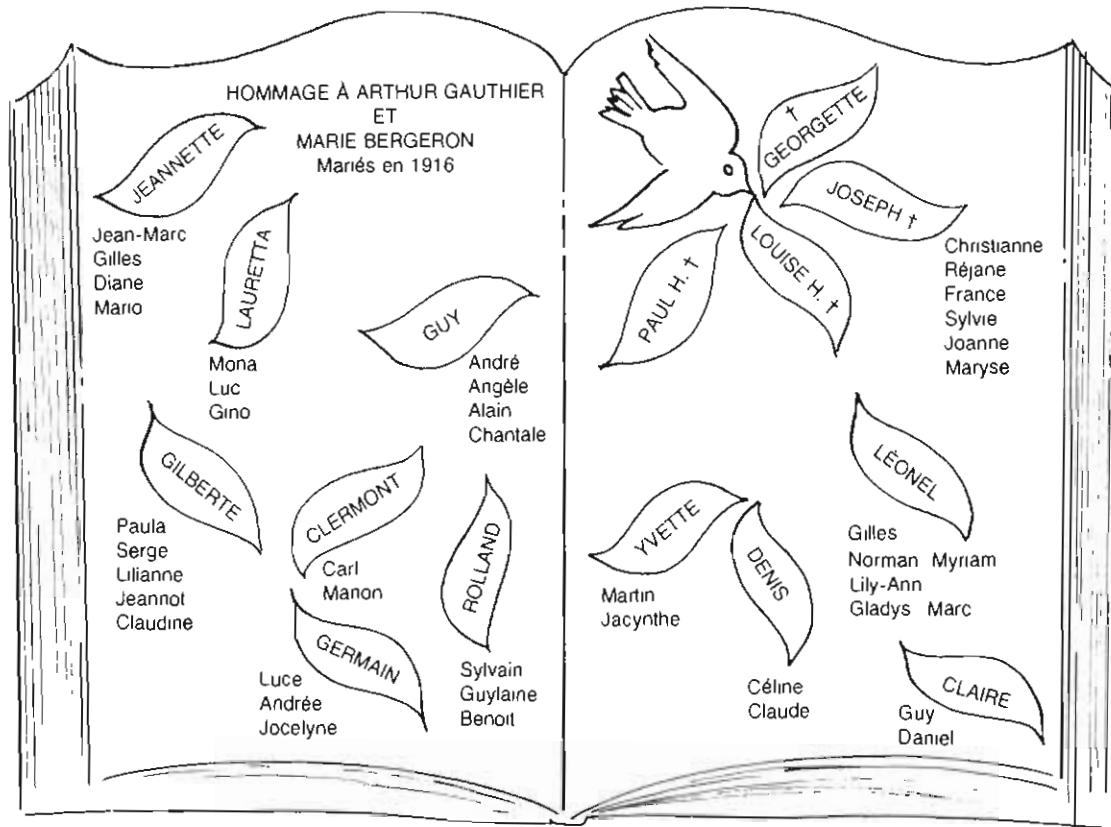 HOMMAGE À ARTHUR GAUTHIER
ET
MARIE BERGERON
Mariés en 1916
JEANNETTE
Jean-Marc
Gilles
Diane
Mario
LAURETTA
Mona
Luc
Gino
GUY
André
Angèle
Alain
Chantale
GILBERTE
Paula
Serge
Lilianne
Jeannot
Claudine
CLERMONT
Carl
Manon
ROLLAND
Sylvain
Guylaine
Benoit
GERMAIN
Luce
Andrée
Jocelyne
† GEORGETTE
JOSEPH †
Christianne
Réjane
France
Sylvie
Joanne
Maryse
LOUISE H. †
PAUL H. †
LÉONEL
Gilles
Norman Myriam
Lily-Ann
Gladys Marc
YVETTE
Martin
Jacynthe
DENIS
Céline
Claude
CLAIRE
Guy
Daniel